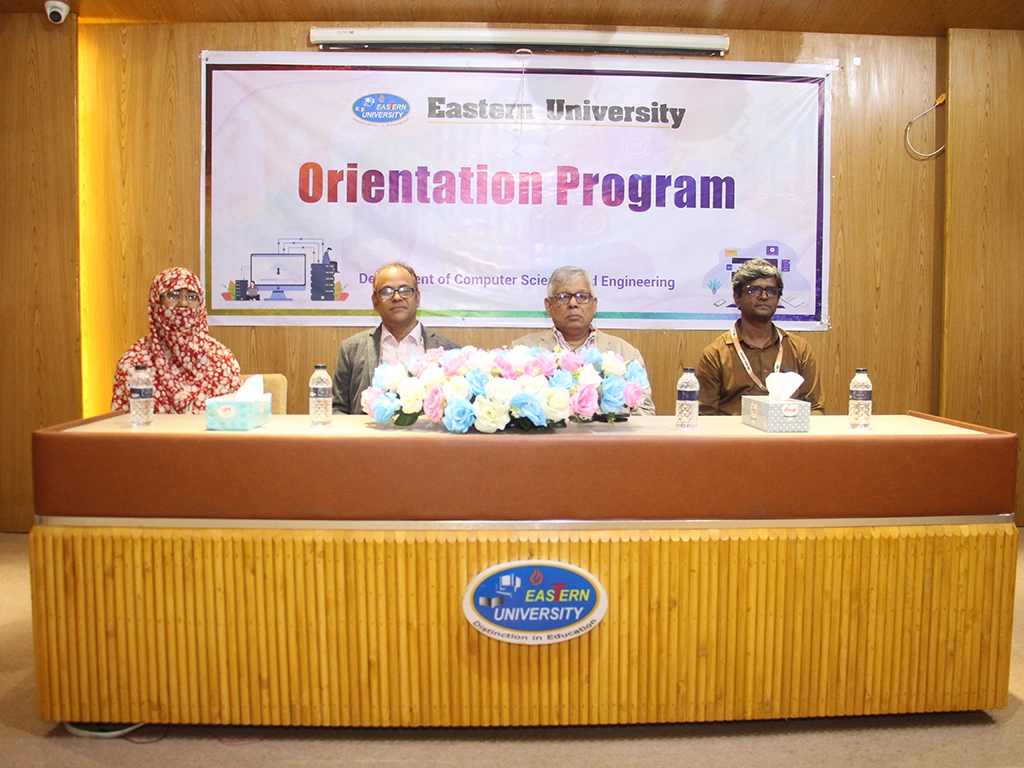 EASTERN
UNIVERSITY
Eastern University
Orientation Program
Department of Computer Science and Engineering
EASTERN
UNIVERSITY
Distinction in Education